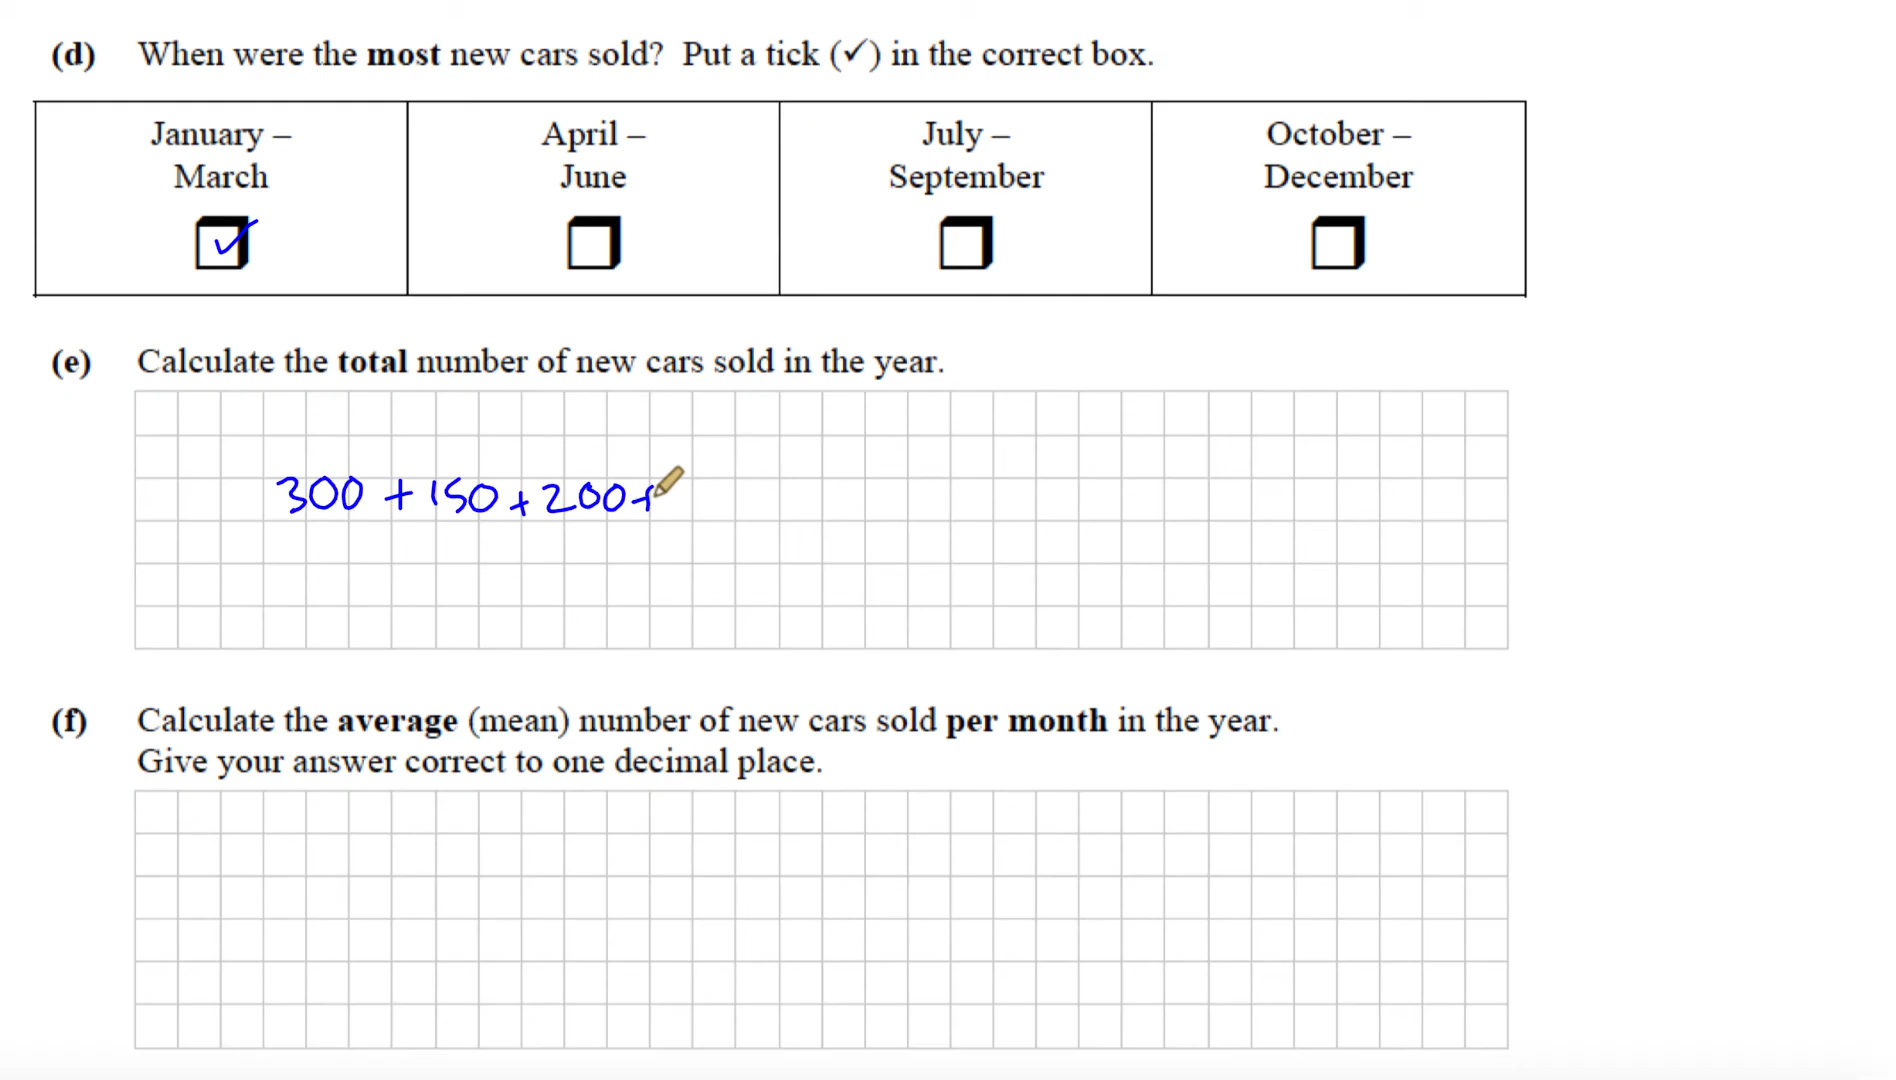 (d) When were the most new cars sold? Put a tick (✓) in the correct box.
January –
March
✓
April –
June
July –
September
October –
December
(e) Calculate the total number of new cars sold in the year.
300 + 150 + 200 +
(f) Calculate the average (mean) number of new cars sold per month in the year.
Give your answer correct to one decimal place.